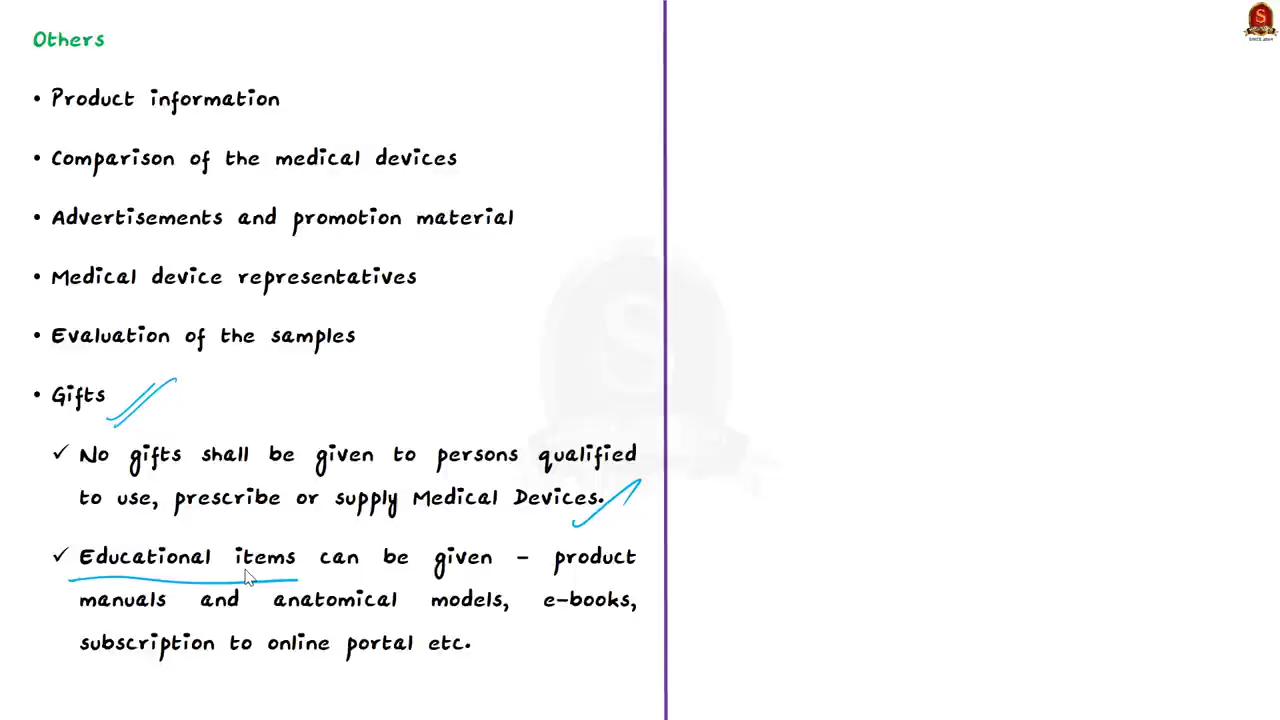 Others
• Product information
• Comparison of the medical devices
• Advertisements and promotion material
• Medical device representatives
• Evaluation of the samples
• Gifts
✓ No gifts shall be given to persons qualified
to use, prescribe or supply Medical Devices.
✓ Educational items can be given - product
manuals and anatomical models, e-books,
subscription to online portal etc.
S